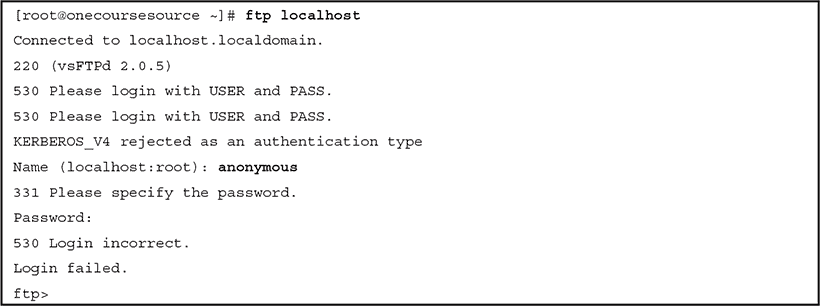 [root@onecoursesource ~]# ftp localhost
Connected to localhost.localdomain.
220 (vsFTPd 2.0.5)
530 Please login with USER and PASS.
530 Please login with USER and PASS.
KERBEROS_V4 rejected as an authentication type
Name (localhost:root): anonymous
331 Please specify the password.
Password:
530 Login incorrect.
Login failed.
ftp>